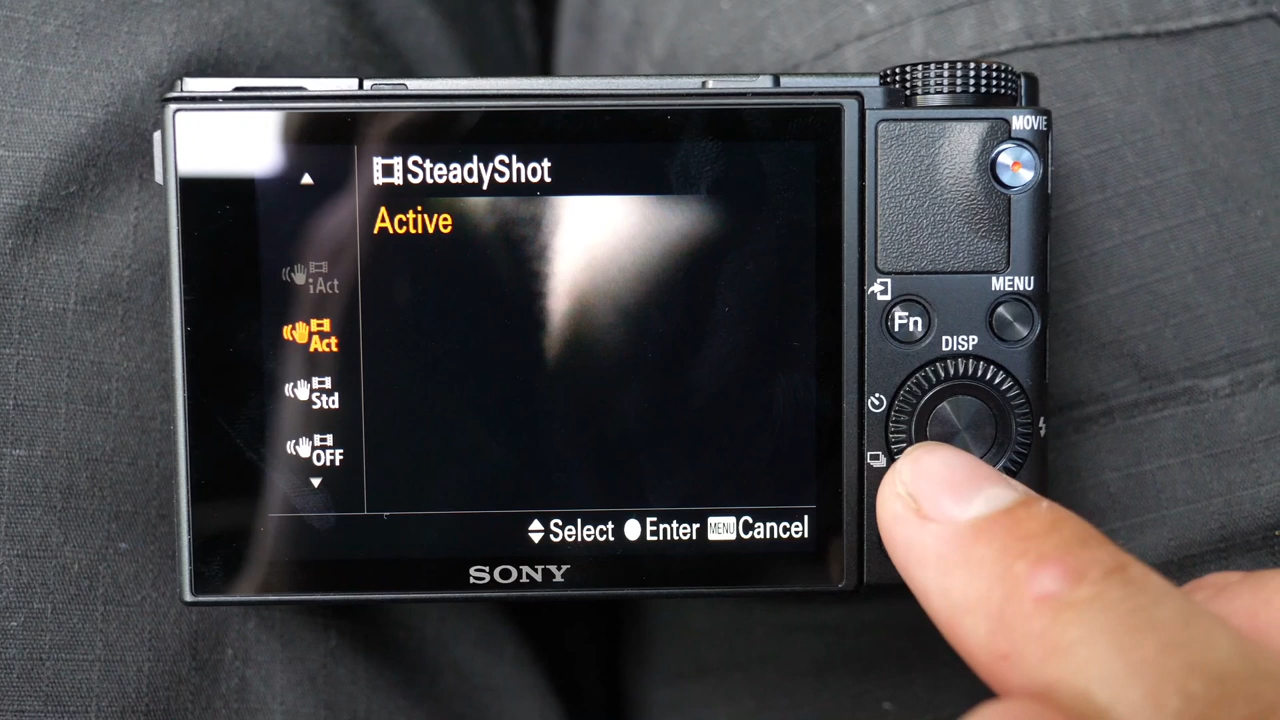 SteadyShot
Active
iAct
Act
Std
OFF
Select Enter MENU Cancel
SONY
MOVIE
MENU
Fn
DISP